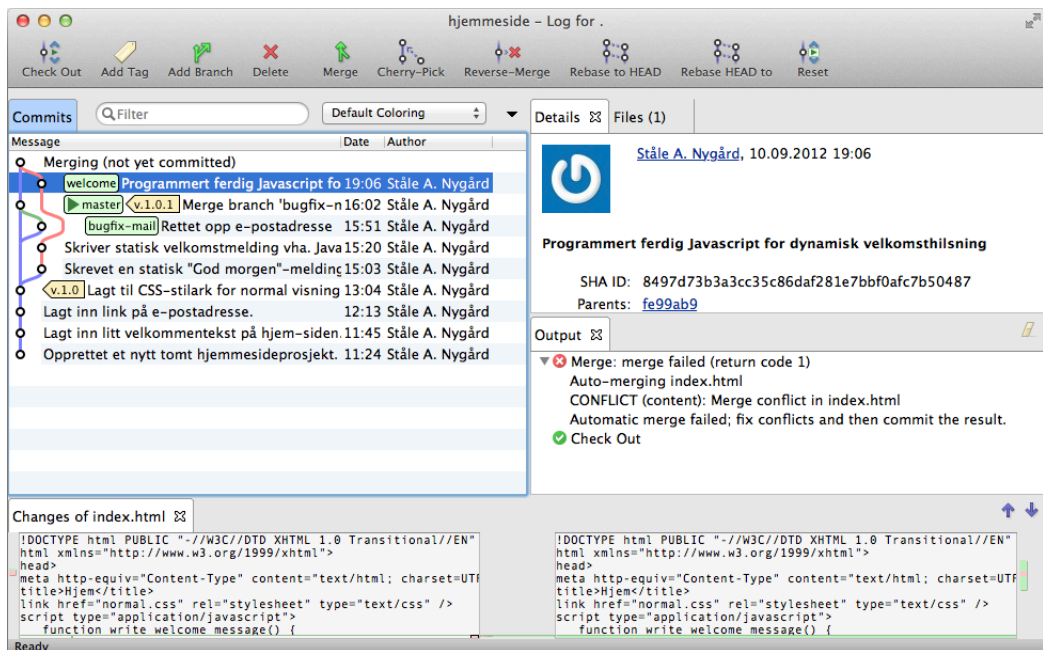 hjemmeside – Log for .
Check Out Add Tag Add Branch Delete Merge Cherry-Pick Reverse-Merge Rebase to HEAD Rebase HEAD to Reset
Commits Filter Default Coloring
Message Date Author
Merging (not yet committed)
welcome Programmert ferdig Javascript fo 19:06 Ståle A. Nygård
master v.1.0.1 Merge branch 'bugfix-n 16:02 Ståle A. Nygård
bugfix-mail Rettet opp e-postadresse 15:51 Ståle A. Nygård
Skriver statisk velkomstmelding vha. Java 15:20 Ståle A. Nygård
Skrevet en statisk "God morgen"-melding 15:03 Ståle A. Nygård
v.1.0 Lagt til CSS-stilark for normal visning 13:04 Ståle A. Nygård
Lagt inn link på e-postadresse. 12:13 Ståle A. Nygård
Lagt inn litt velkommentekst på hjem-siden. 11:45 Ståle A. Nygård
Opprettet et nytt tomt hjemmesideprosjekt. 11:24 Ståle A. Nygård
Details Files (1)
Ståle A. Nygård, 10.09.2012 19:06
Programmert ferdig Javascript for dynamisk velkomsthilsning
SHA ID: 8497d73b3a3cc35c86daf281e7bbf0afc7b50487
Parents: fe99ab9
Output
Merge: merge failed (return code 1)
Auto-merging index.html
CONFLICT (content): Merge conflict in index.html
Automatic merge failed; fix conflicts and then commit the result.
Check Out
Changes of index.html
!DOCTYPE html PUBLIC "-//W3C//DTD XHTML 1.0 Transitional//EN"
html xmlns="http://www.w3.org/1999/xhtml">
head>
meta http-equiv="Content-Type" content="text/html; charset=UTF
title>Hjem</title>
link href="normal.css" rel="stylesheet" type="text/css" />
script type="application/javascript">
function write_welcome_message() {
!DOCTYPE html PUBLIC "-//W3C//DTD XHTML 1.0 Transitional//EN"
html xmlns="http://www.w3.org/1999/xhtml">
head>
meta http-equiv="Content-Type" content="text/html; charset=UTF
title>Hjem</title>
link href="normal.css" rel="stylesheet" type="text/css" />
script type="application/javascript">
function write_welcome_message() {
Ready